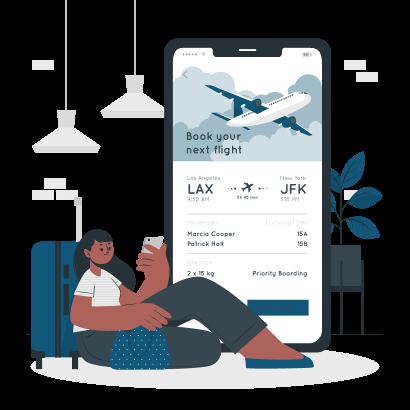 Book your
next flight
Los Angeles New York
LAX JFK
9:30 AM 3h 45 min 3:15 PM
Passengers Economy Class
Marcia Cooper 15A
Patrick Holt 15B
Baggage
2 x 15 kg Priority Boarding